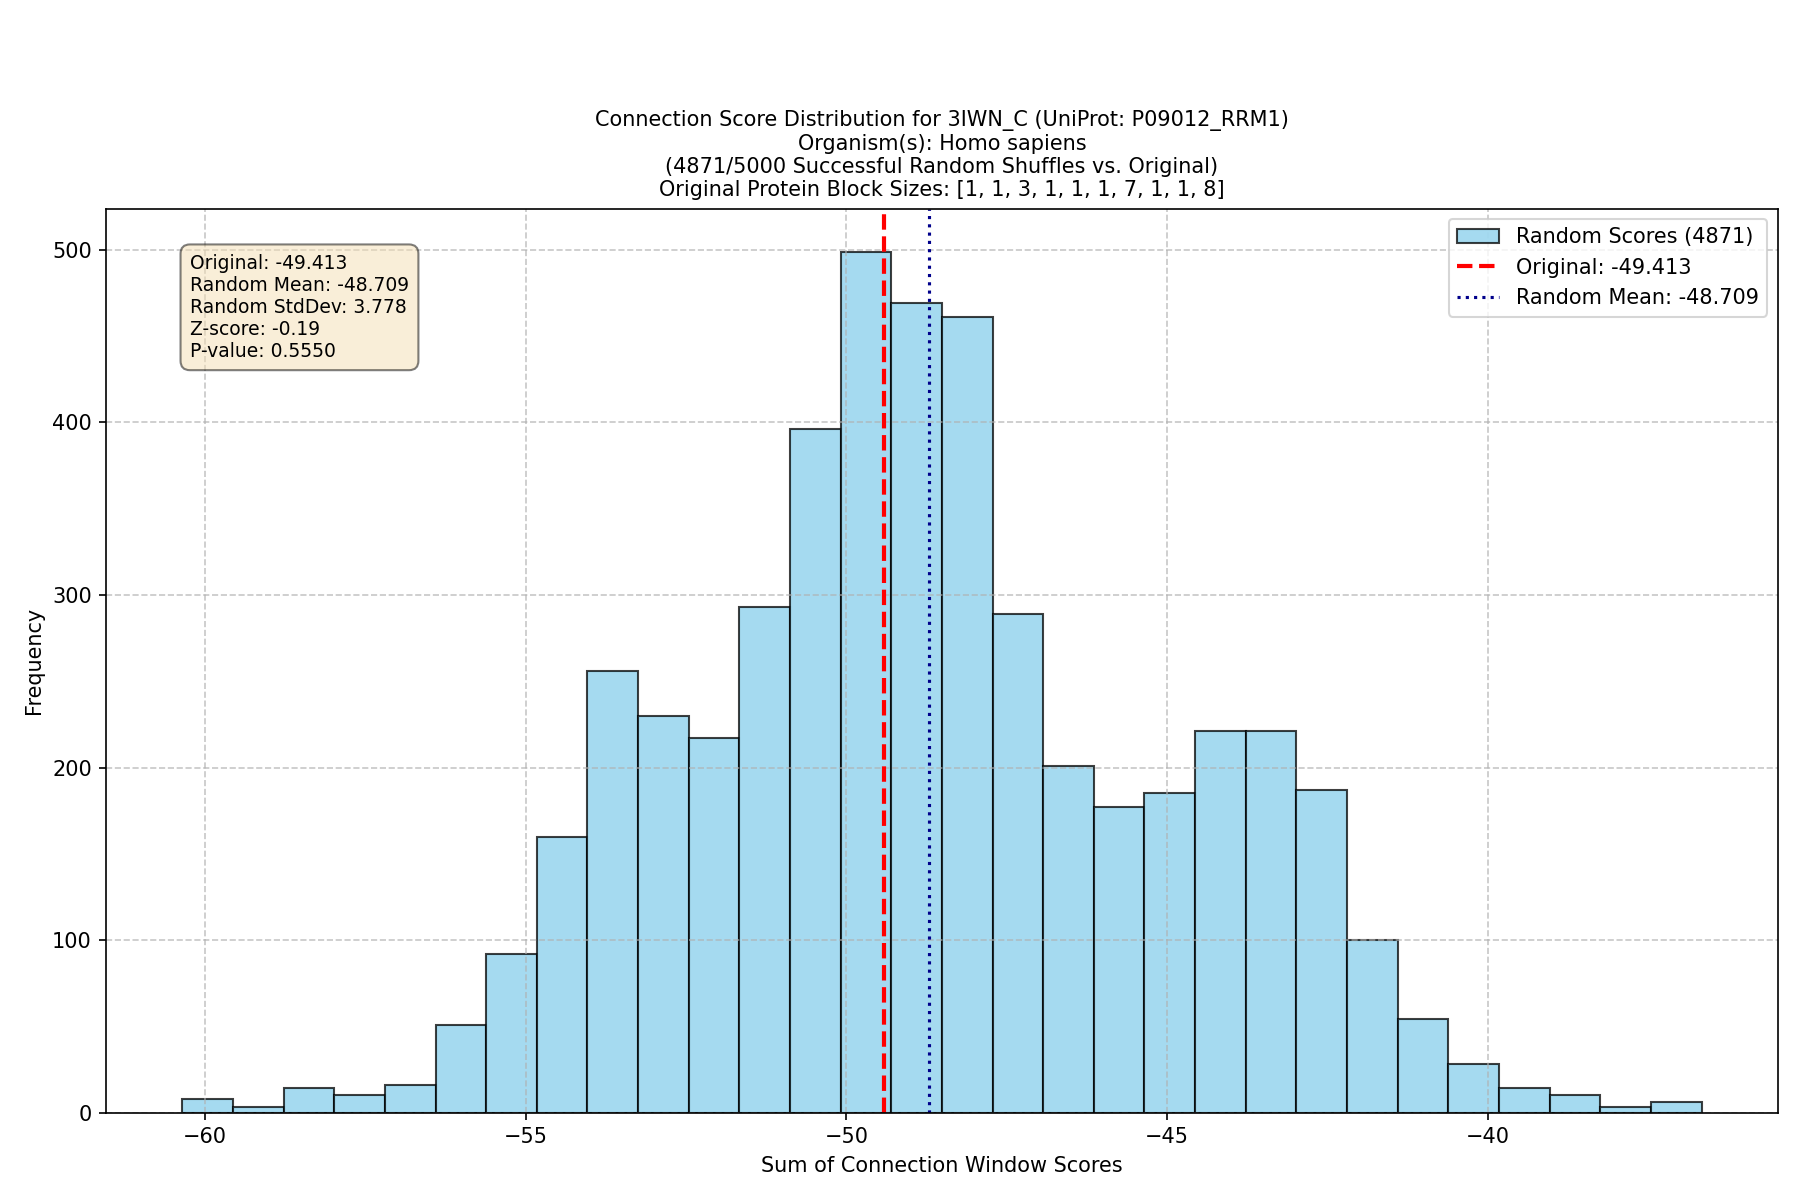 Connection Score Distribution for 3IWN_C (UniProt: P09012_RRM1)
Organism(s): Homo sapiens
(4871/5000 Successful Random Shuffles vs. Original)
Original Protein Block Sizes: [1, 1, 3, 1, 1, 1, 7, 1, 1, 8]
Original: -49.413
Random Mean: -48.709
Random StdDev: 3.778
Z-score: -0.19
P-value: 0.5550
Random Scores (4871)
Original: -49.413
Random Mean: -48.709
Frequency
500
400
300
200
100
0
−60
−55
−50
−45
−40
Sum of Connection Window Scores